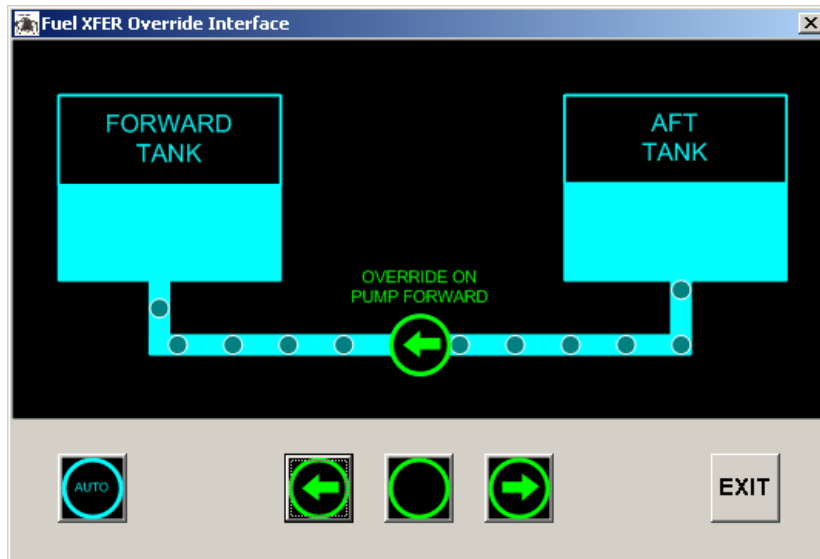 Fuel XFER Override Interface
FORWARD
TANK
AFT
TANK
OVERRIDE ON
PUMP FORWARD
AUTO
EXIT